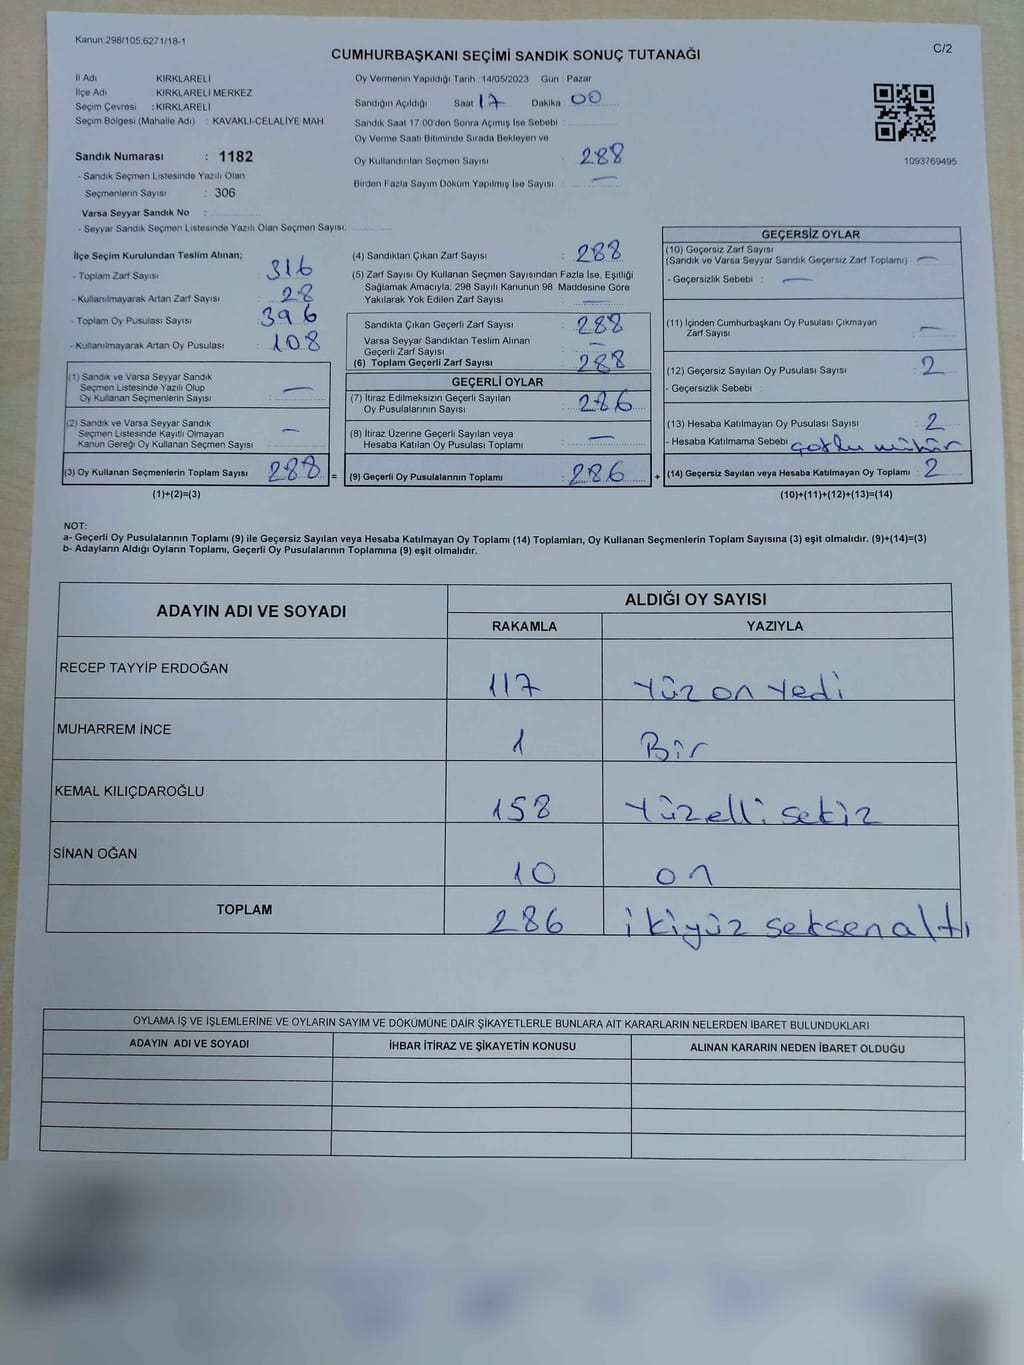 Kanun,298/105,6271/18-1
C/2
CUMHURBAŞKANI SEÇİMİ SANDIK SONUÇ TUTANAĞI
İl Adı : KIRKLARELİ
İlçe Adı : KIRKLARELİ MERKEZ
Seçim Çevresi : KIRKLARELİ
Seçim Bölgesi (Mahalle Adı) : KAVAKLI-CELALİYE MAH.
Sandık Numarası : 1182
- Sandık Seçmen Listesinde Yazılı Olan
Seçmenlerin Sayısı : 306
Varsa Seyyar Sandık No :
- Seyyar Sandık Seçmen Listesinde Yazılı Olan Seçmen Sayısı:
Oy Vermenin Yapıldığı Tarih : 14/05/2023 Gün : Pazar
Sandığın Açıldığı Saat 17 Dakika 00
Sandık Saat 17:00'den Sonra Açımış İse Sebebi :
Oy Verme Saati Bitiminde Sırada Bekleyen ve
Oy Kullandırılan Seçmen Sayısı : 288
Birden Fazla Sayım Döküm Yapılmış İse Sayısı : —
1093769495
İlçe Seçim Kurulundan Teslim Alınan;
- Toplam Zarf Sayısı : 316
- Kullanılmayarak Artan Zarf Sayısı : 28
- Toplam Oy Pusulası Sayısı : 396
- Kullanılmayarak Artan Oy Pusulası : 108
(1) Sandık ve Varsa Seyyar Sandık
Seçmen Listesinde Yazılı Olup
Oy Kullanan Seçmenlerin Sayısı : —
(2) Sandık ve Varsa Seyyar Sandık
Seçmen Listesinde Kayıtlı Olmayan
Kanun Gereği Oy Kullanan Seçmen Sayısı : —
(3) Oy Kullanan Seçmenlerin Toplam Sayısı 288 =
(1)+(2)=(3)
(4) Sandıktan Çıkan Zarf Sayısı : 288
(5) Zarf Sayısı Oy Kullanan Seçmen Sayısından Fazla İse, Eşitliği
Sağlamak Amacıyla, 298 Sayılı Kanunun 98. Maddesine Göre
Yakılarak Yok Edilen Zarf Sayısı : —
Sandıkta Çıkan Geçerli Zarf Sayısı : 288
Varsa Seyyar Sandıktan Teslim Alınan
Geçerli Zarf Sayısı : —
(6) Toplam Geçerli Zarf Sayısı : 288
GEÇERLİ OYLAR
(7) İtiraz Edilmeksizin Geçerli Sayılan
Oy Pusulalarının Sayısı : 286
(8) İtiraz Üzerine Geçerli Sayılan veya
Hesaba Katılan Oy Pusulası Toplamı : —
(9) Geçerli Oy Pusulalarının Toplamı : 286 +
GEÇERSİZ OYLAR
(10) Geçersiz Zarf Sayısı
(Sandık ve Varsa Seyyar Sandık Geçersiz Zarf Toplamı) : —
- Geçersizlik Sebebi : —
(11) İçinden Cumhurbaşkanı Oy Pusulası Çıkmayan
Zarf Sayısı : —
(12) Geçersiz Sayılan Oy Pusulası Sayısı : 2
- Geçersizlik Sebebi :
(13) Hesaba Katılmayan Oy Pusulası Sayısı : 2
- Hesaba Katılmama Sebebi : mühür
(14) Geçersiz Sayılan veya Hesaba Katılmayan Oy Toplamı : 2
(10)+(11)+(12)+(13)=(14)
NOT:
a- Geçerli Oy Pusulalarının Toplamı (9) ile Geçersiz Sayılan veya Hesaba Katılmayan Oy Toplamı (14) Toplamları, Oy Kullanan Seçmenlerin Toplam Sayısına (3) eşit olmalıdır. (9)+(14)=(3)
b- Adayların Aldığı Oyların Toplamı, Geçerli Oy Pusulalarının Toplamına (9) eşit olmalıdır.
ADAYIN ADI VE SOYADI
ALDIĞI OY SAYISI
RAKAMLA YAZIYLA
RECEP TAYYİP ERDOĞAN 117 Yüz on Yedi
MUHARREM İNCE 1 Bir
KEMAL KILIÇDAROĞLU 158 Yüzelli sekiz
SİNAN OĞAN 10 on
TOPLAM 286 ikiyüz seksen altı
OYLAMA İŞ VE İŞLEMLERİNE VE OYLARIN SAYIM VE DÖKÜMÜNE DAİR ŞİKAYETLERLE BUNLARA AİT KARARLARIN NELERDEN İBARET BULUNDUKLARI
ADAYIN ADI VE SOYADI İHBAR İTİRAZ VE ŞİKAYETİN KONUSU ALINAN KARARIN NEDEN İBARET OLDUĞU